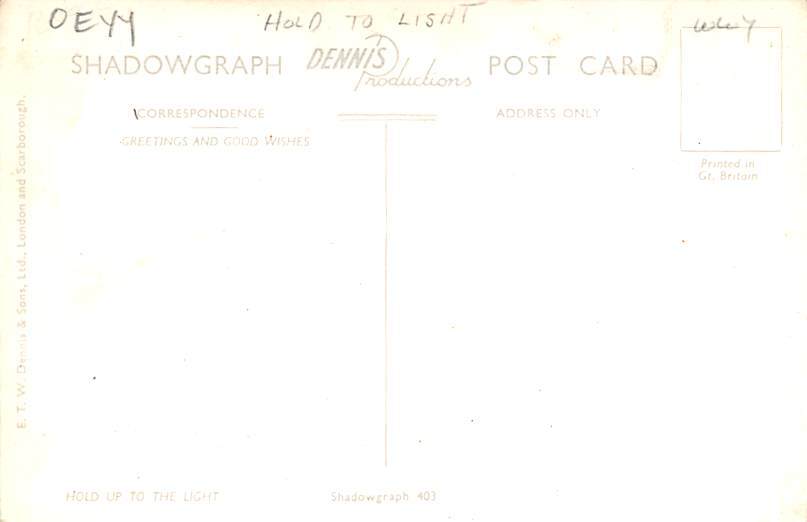 OEYY
HOLD TO LIGHT
SHADOWGRAPH
DENNIS
Productions
POST CARD
CORRESPONDENCE
GREETINGS AND GOOD WISHES
ADDRESS ONLY
Printed in
Gt. Britain
E. T. W. Dennis & Sons, Ltd., London and Scarborough.
HOLD UP TO THE LIGHT
Shadowgraph 403